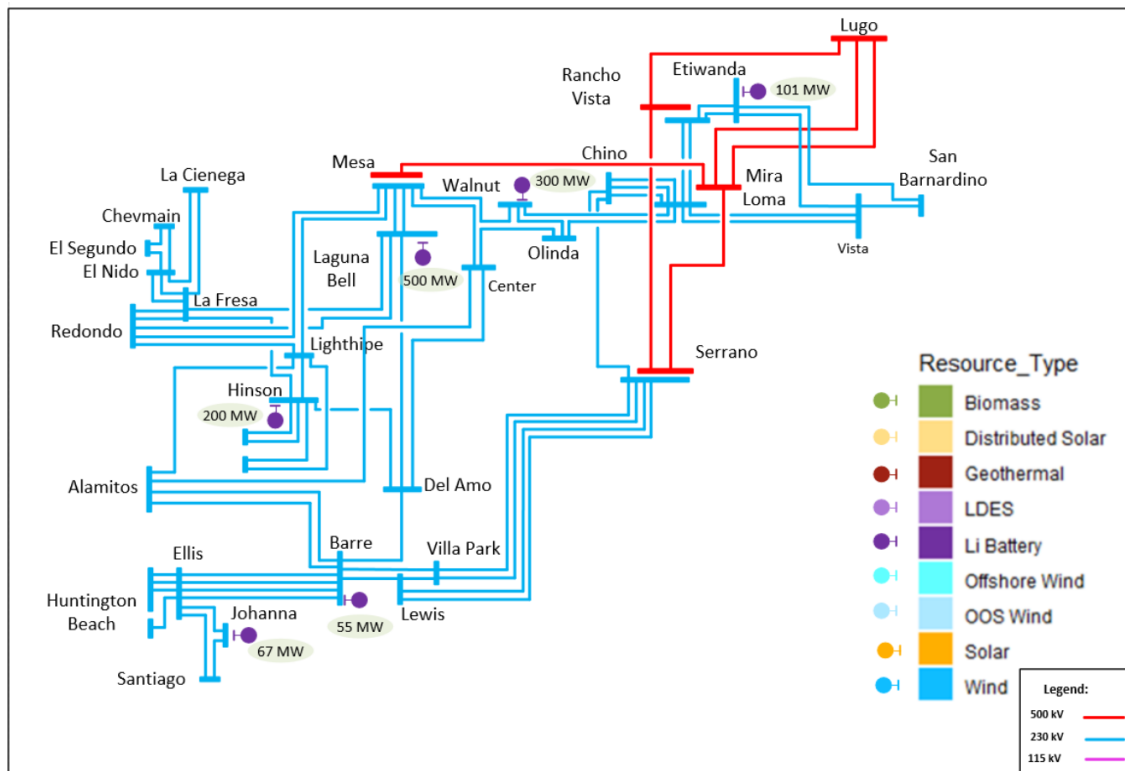 Lugo
Rancho
Vista
Etiwanda
101 MW
Mesa
Chino
Mira
Loma
San
Barnardino
La Cienega
Walnut
300 MW
Chevmain
El Segundo
El Nido
Laguna
Bell
500 MW
Olinda
Vista
Center
La Fresa
Redondo
Lighthipe
Serrano
Hinson
200 MW
Alamitos
Del Amo
Barre
Villa Park
Ellis
Huntington
Beach
Johanna
67 MW
55 MW
Lewis
Santiago
Resource_Type
Biomass
Distributed Solar
Geothermal
LDES
Li Battery
Offshore Wind
OOS Wind
Solar
Wind
Legend:
500 kV
230 kV
115 kV